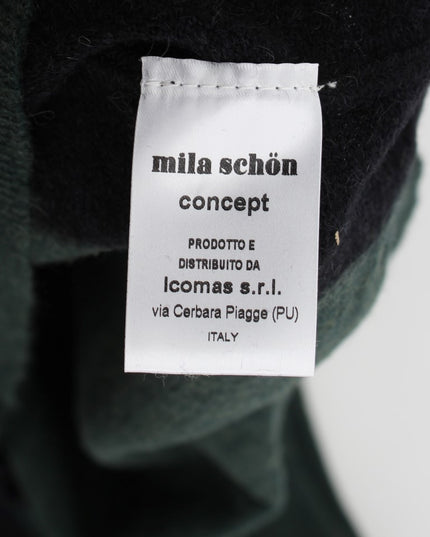 mila schön
concept
PRODOTTO E
DISTRIBUITO DA
Icomas s.r.l.
via Cerbara Piagge (PU)
ITALY